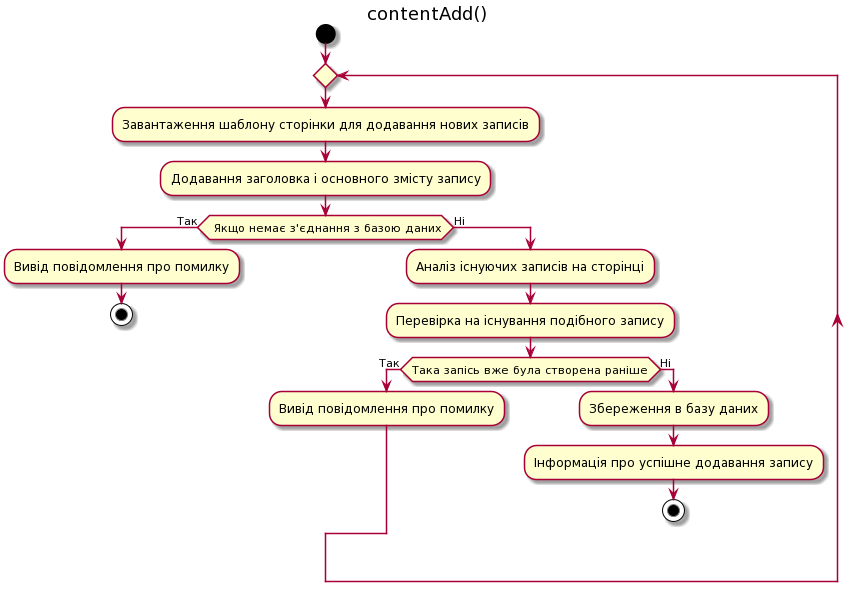 contentAdd()
Завантаження шаблону сторінки для додавання нових записів
Додавання заголовка і основного змісту запису
Так
Якщо немає з'єднання з базою даних
Ні
Вивід повідомлення про помилку
Аналіз існуючих записів на сторінці
Перевірка на існування подібного запису
Так
Така запісь вже була створена раніше
Ні
Вивід повідомлення про помилку
Збереження в базу даних
Інформація про успішне додавання запису